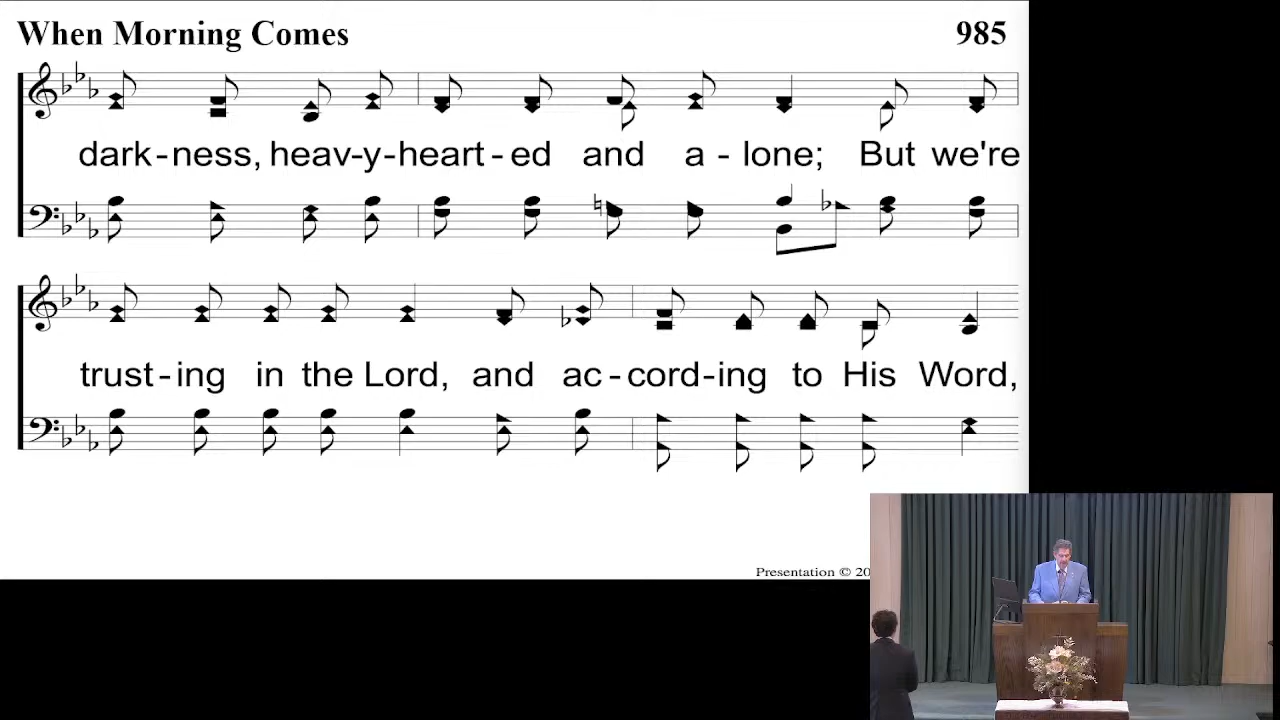 When Morning Comes 985
dark-ness, heav-y-heart-ed and a-lone; But we're
trust-ing in the Lord, and ac-cord-ing to His Word,
Presentation © 20